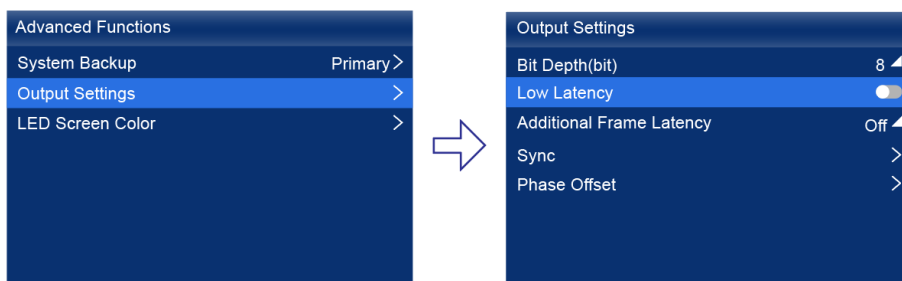 Advanced Functions
System Backup Primary
Output Settings
LED Screen Color
Output Settings
Bit Depth(bit) 8
Low Latency
Additional Frame Latency Off
Sync
Phase Offset